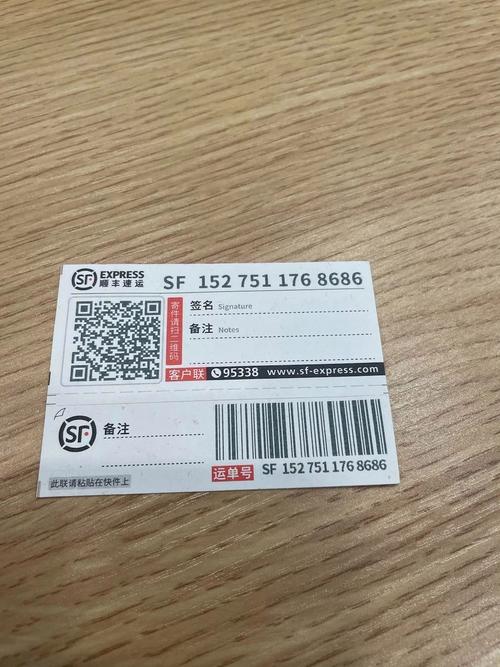 SF EXPRESS
顺丰速运
SF 152 751 176 8686
寄件请扫二维码
签名 Signature
备注 Notes
客户联 95338 www.sf-express.com
SF 备注
运单号 SF 152 751 176 8686
此联请粘贴在快件上